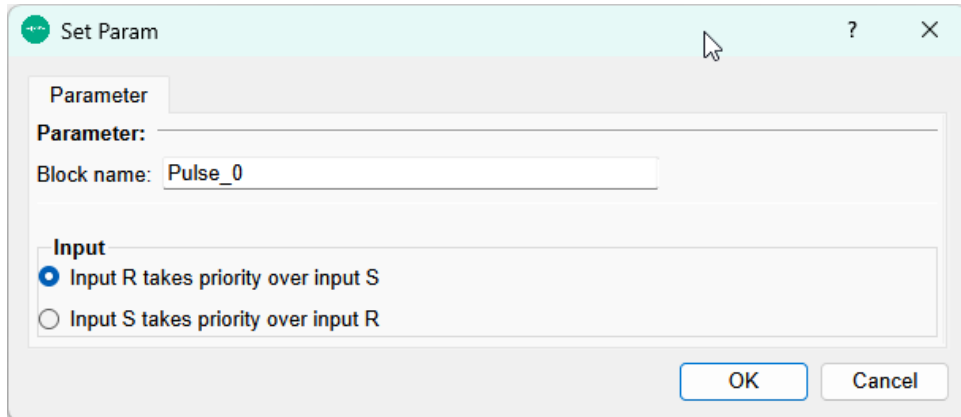 Set Param
?
Parameter
Parameter:
Block name: Pulse_0
Input
Input R takes priority over input S
Input S takes priority over input R
OK Cancel